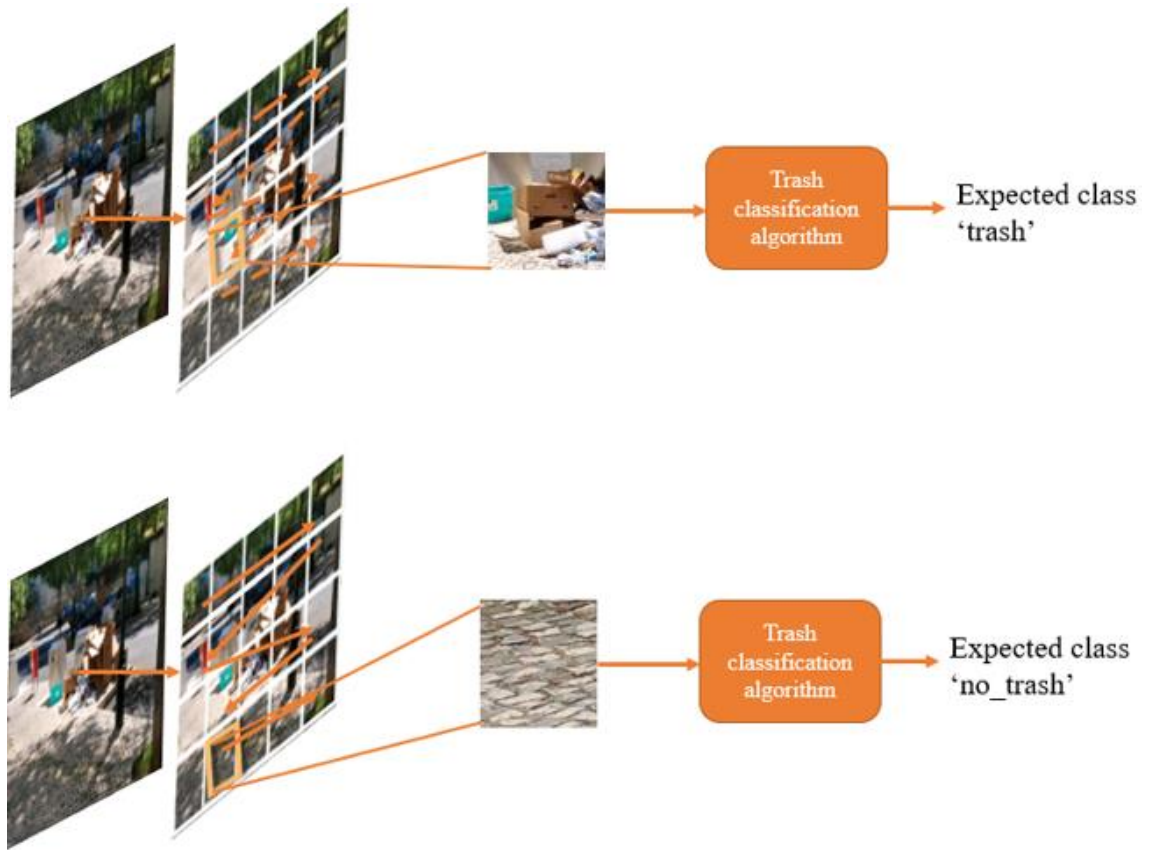 Trash
classification
algorithm
Expected class
‘trash’
Trash
classification
algorithm
Expected class
‘no_trash’